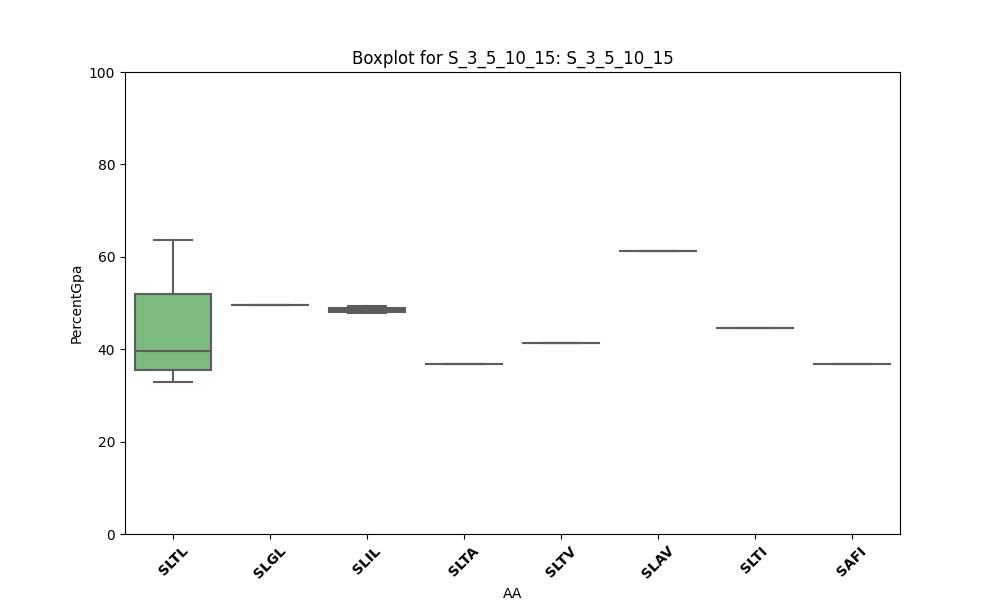 Boxplot for S_3_5_10_15: S_3_5_10_15
100
80
60
40
20
0
PercentGpa
SLTL
SLGL
SLIL
SLTA
SLTV
SLAV
SLTI
SAFI
AA